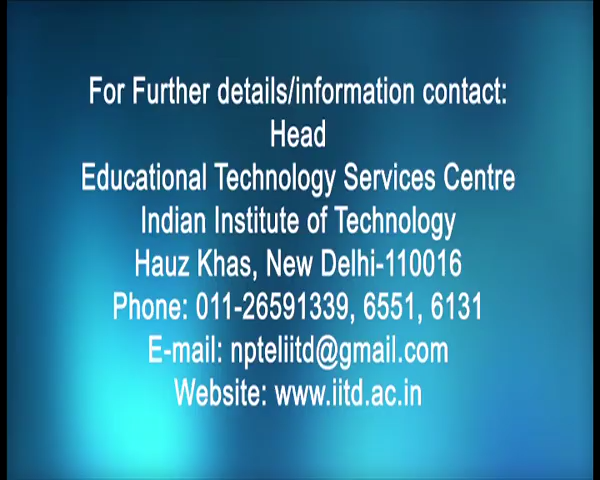 For Further details/information contact:
Head
Educational Technology Services Centre
Indian Institute of Technology
Hauz Khas, New Delhi-110016
Phone: 011-26591339, 6551, 6131
E-mail: npteliitd@gmail.com
Website: www.iitd.ac.in